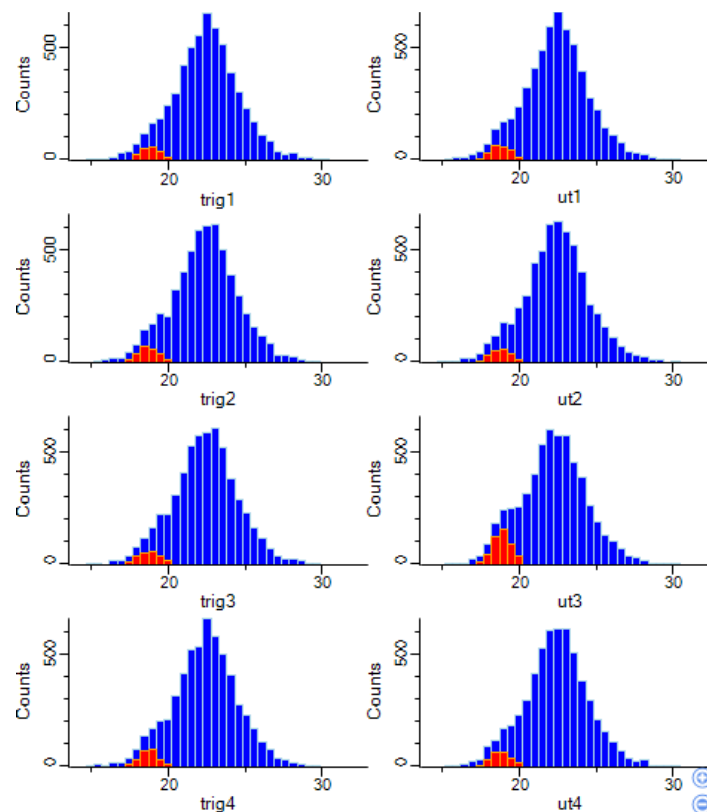 Counts 500 0 20 30 trig1
Counts 500 0 20 30 ut1
Counts 500 0 20 30 trig2
Counts 500 0 20 30 ut2
Counts 500 0 20 30 trig3
Counts 500 0 20 30 ut3
Counts 500 0 20 30 trig4
Counts 500 0 20 30 ut4